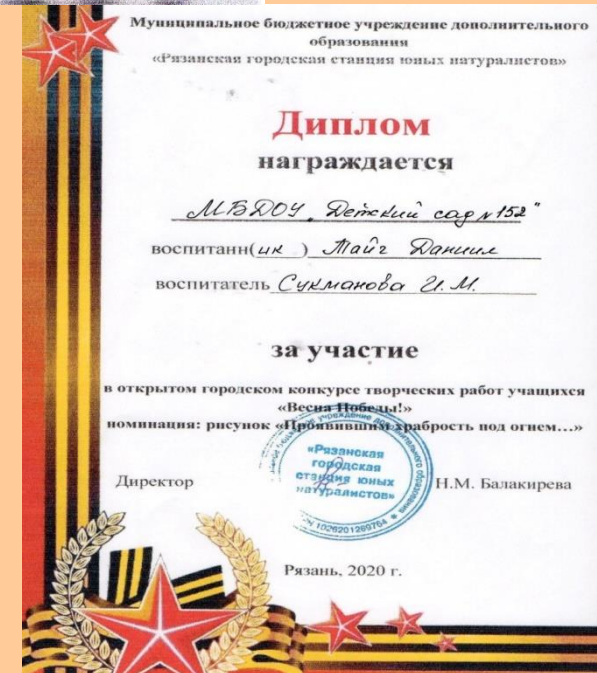 Муниципальное бюджетное учреждение дополнительного
образования
«Рязанская городская станция юных натуралистов»
Диплом
награждается
МБДОУ „Детский сад №152"
воспитанн(ик ) Майг Даниил
воспитатель Сукманова И.М.
за участие
в открытом городском конкурсе творческих работ учащихся
«Весна Победы!»
номинация: рисунок «Проявившим храбрость под огнем…»
«Рязанская
городская
станция юных
натуралистов»
Директор
Н.М. Балакирева
Рязань, 2020 г.